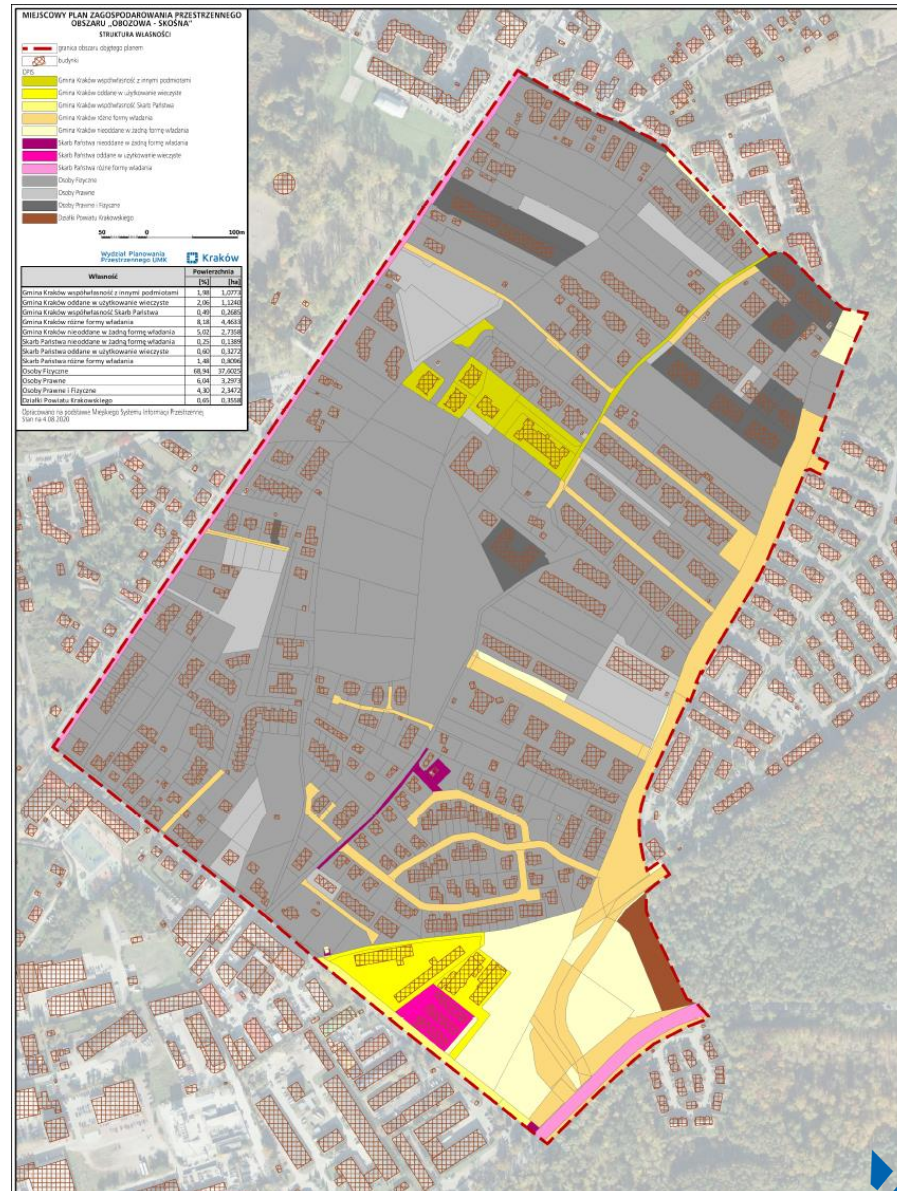 MIEJSCOWY PLAN ZAGOSPODAROWANIA PRZESTRZENNEGO
OBSZARU „OBOZOWA - SKOŚNA"
STRUKTURA WŁASNOŚCI
granica obszaru objętego planem
budynki
OPIS
Gmina Kraków współwłasność z innymi podmiotami
Gmina Kraków oddane w użytkowanie wieczyste
Gmina Kraków współwłasność Skarb Państwa
Gmina Kraków różne formy władania
Gmina Kraków nieoddane w żadną formę władania
Skarb Państwa nieoddane w żadną formę władania
Skarb Państwa oddane w użytkowanie wieczyste
Skarb Państwa różne formy władania
Osoby Fizyczne
Osoby Prawne
Osoby Prawne i Fizyczne
Działki Powiatu Krakowskiego
50 0 100m
Wydział Planowania
Przestrzennego UMK Kraków
Własność Powierzchnia
[%] [ha]
Gmina Kraków współwłasność z innymi podmiotami 1,98 1,0773
Gmina Kraków oddane w użytkowanie wieczyste 2,06 1,1240
Gmina Kraków współwłasność Skarb Państwa 0,49 0,2685
Gmina Kraków różne formy władania 8,18 4,4633
Gmina Kraków nieoddane w żadną formę władania 5,02 2,7358
Skarb Państwa nieoddane w żadną formę władania 0,25 0,1389
Skarb Państwa oddane w użytkowanie wieczyste 0,60 0,3272
Skarb Państwa różne formy władania 1,48 0,8096
Osoby Fizyczne 68,94 37,6025
Osoby Prawne 6,04 3,2973
Osoby Prawne i Fizyczne 4,30 2,3472
Działki Powiatu Krakowskiego 0,65 0,3558
Opracowano na podstawie Miejskiego Systemu Informacji Przestrzennej
Stan na 4.08.2020